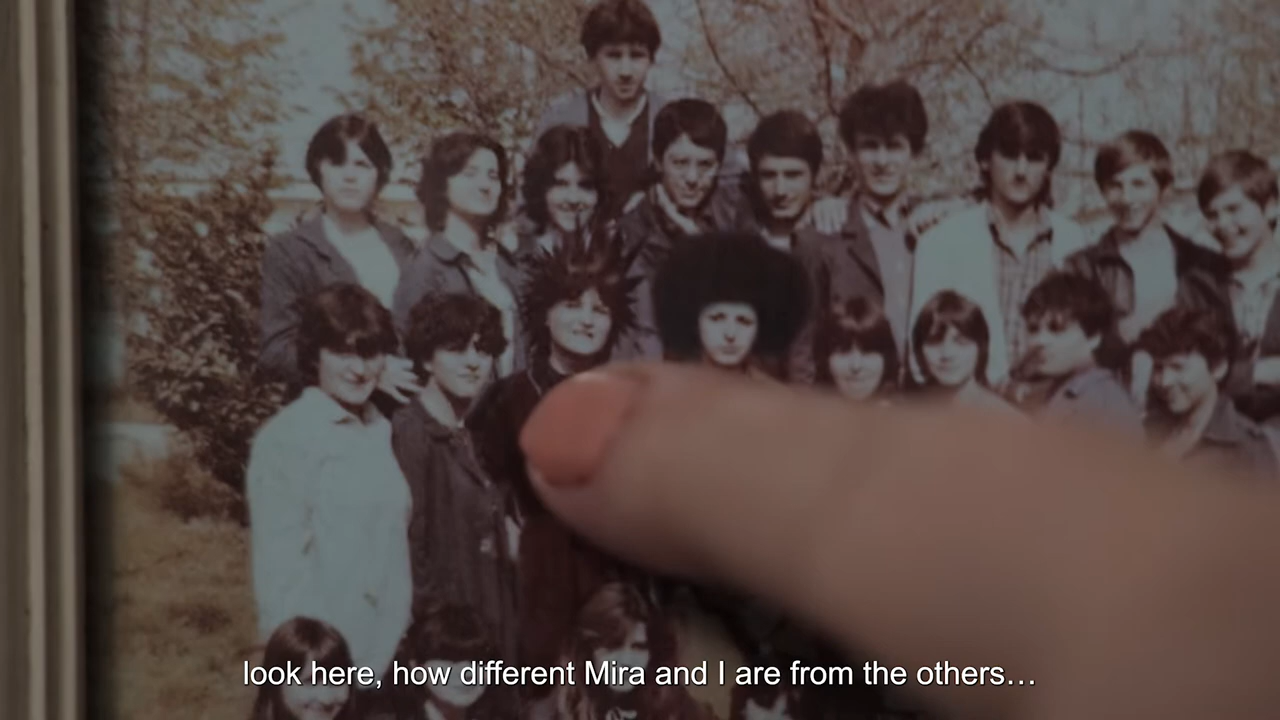 look here, how different Mira and I are from the others…